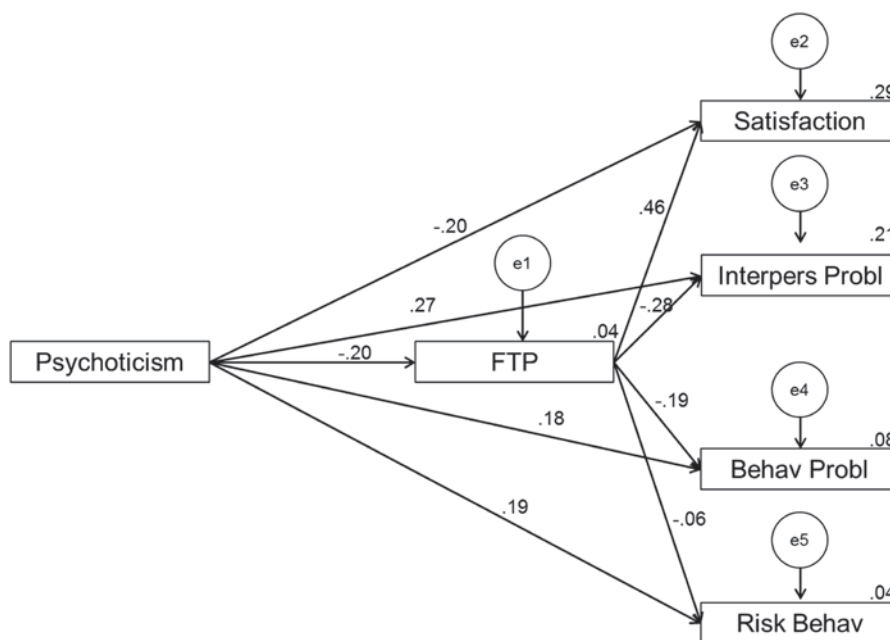 e2
.29
Satisfaction
e3
.46
-.20
.21
e1
Interpers Probl
.27
-.28
.04
Psychoticism
-.20
FTP
e4
-.19
.18
.08
Behav Probl
-.06
.19
e5
.04
Risk Behav